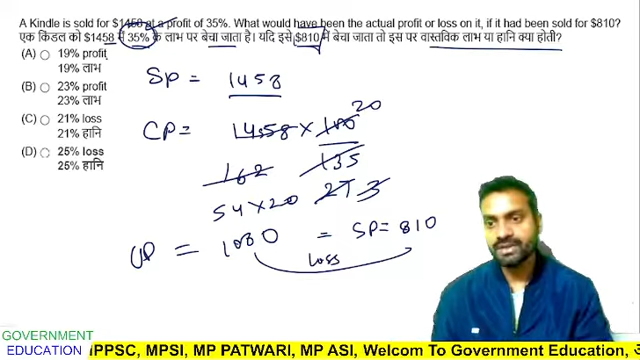 A Kindle is sold for $1458 at a profit of 35%. What would have been the actual profit or loss on it, if it had been sold for $810?
एक किंडल को $1458 में 35% के लाभ पर बेचा जाता है। यदि इसे $810 में बेचा जाता तो इस पर वास्तविक लाभ या हानि क्या होती?
(A) 19% profit
19% लाभ
(B) 23% profit
23% लाभ
(C) 21% loss
21% हानि
(D) 25% loss
25% हानि
SP = 1458
CP = 1458 × 100 20
162 135
54 × 20 27 3
CP = 1080 = SP = 810
loss
GOVERNMENT
EDUCATION
MPPSC, MPSI, MP PATWARI, MP ASI, Welcom To Government Education,